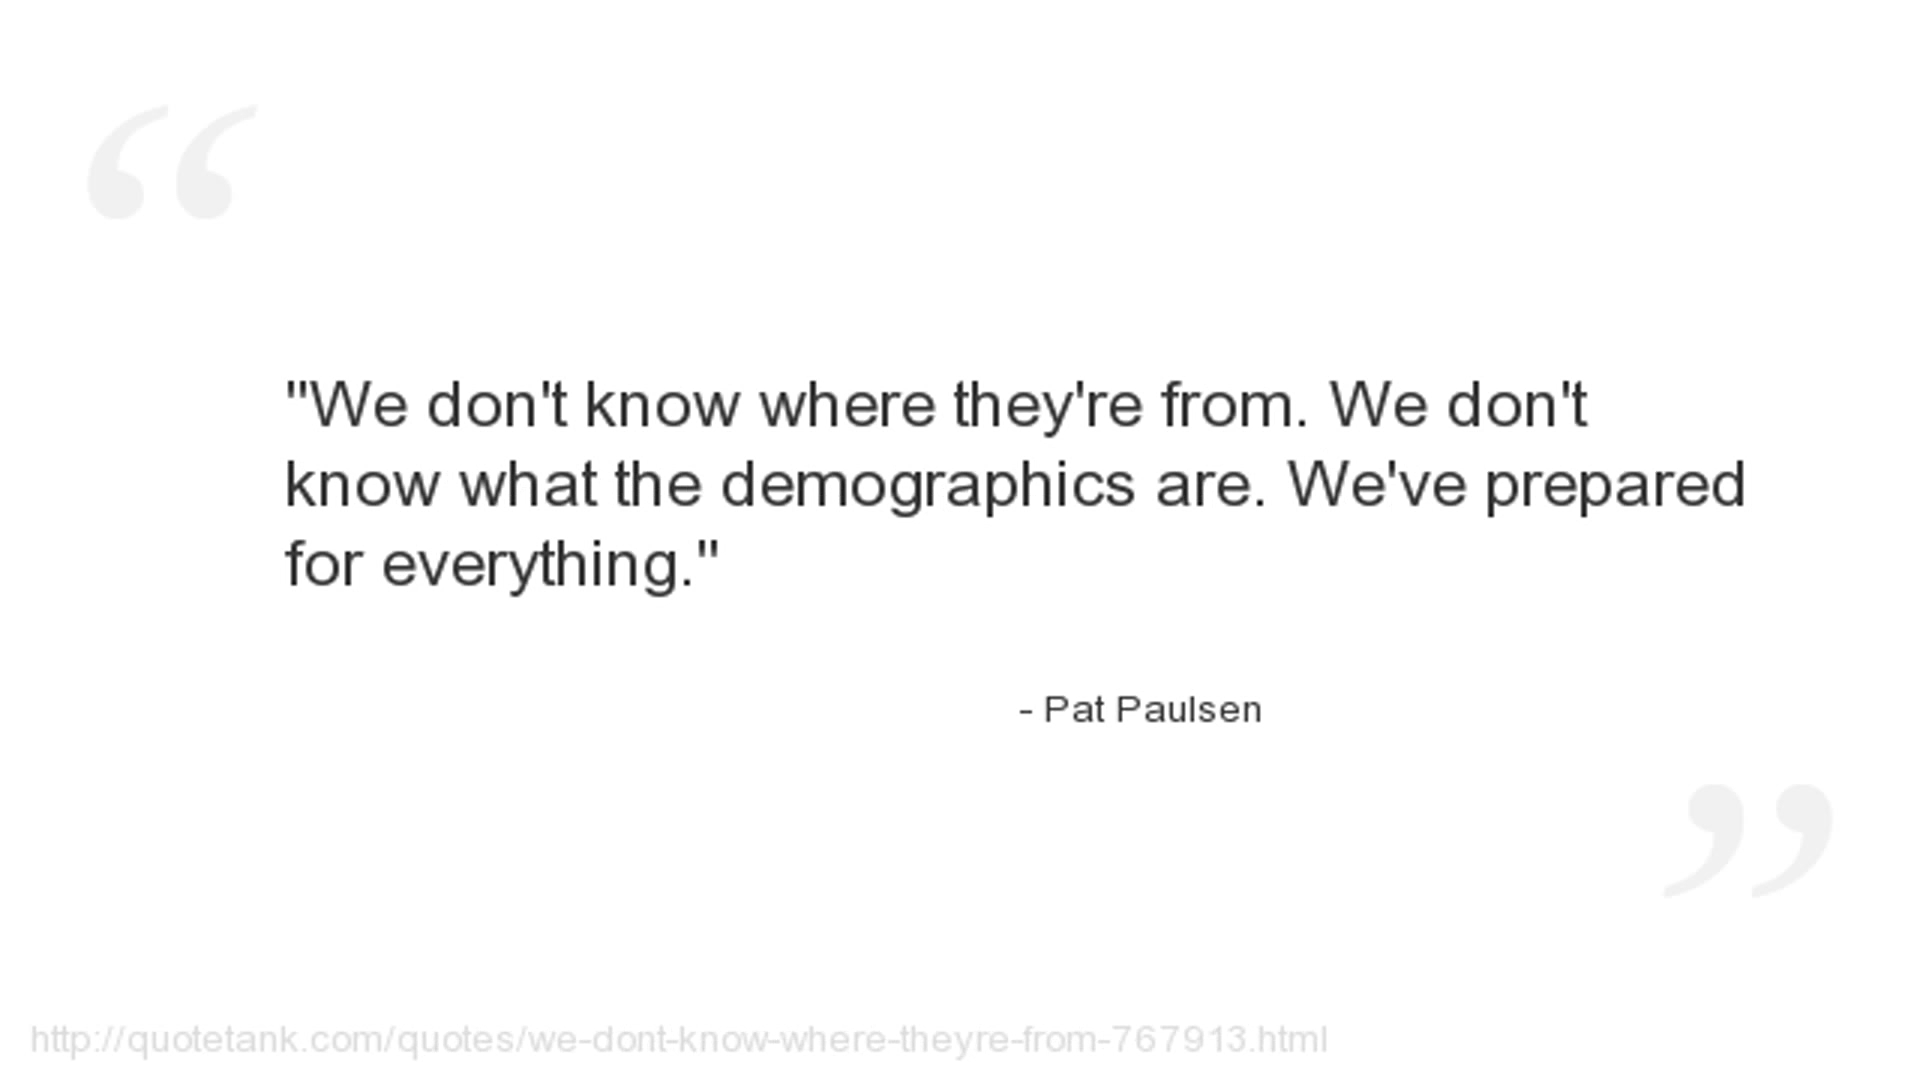 "We don't know where they're from. We don't
know what the demographics are. We've prepared
for everything."
- Pat Paulsen
http://quotetank.com/quotes/we-dont-know-where-theyre-from-767913.html